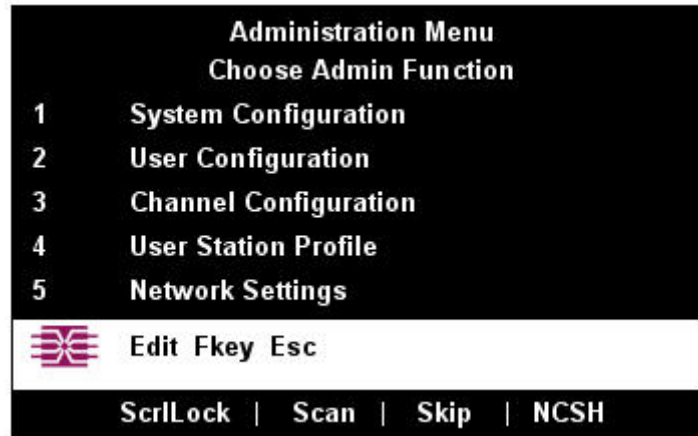 Administration Menu
Choose Admin Function
1 System Configuration
2 User Configuration
3 Channel Configuration
4 User Station Profile
5 Network Settings
Edit Fkey Esc
ScrlLock | Scan | Skip | NCSH